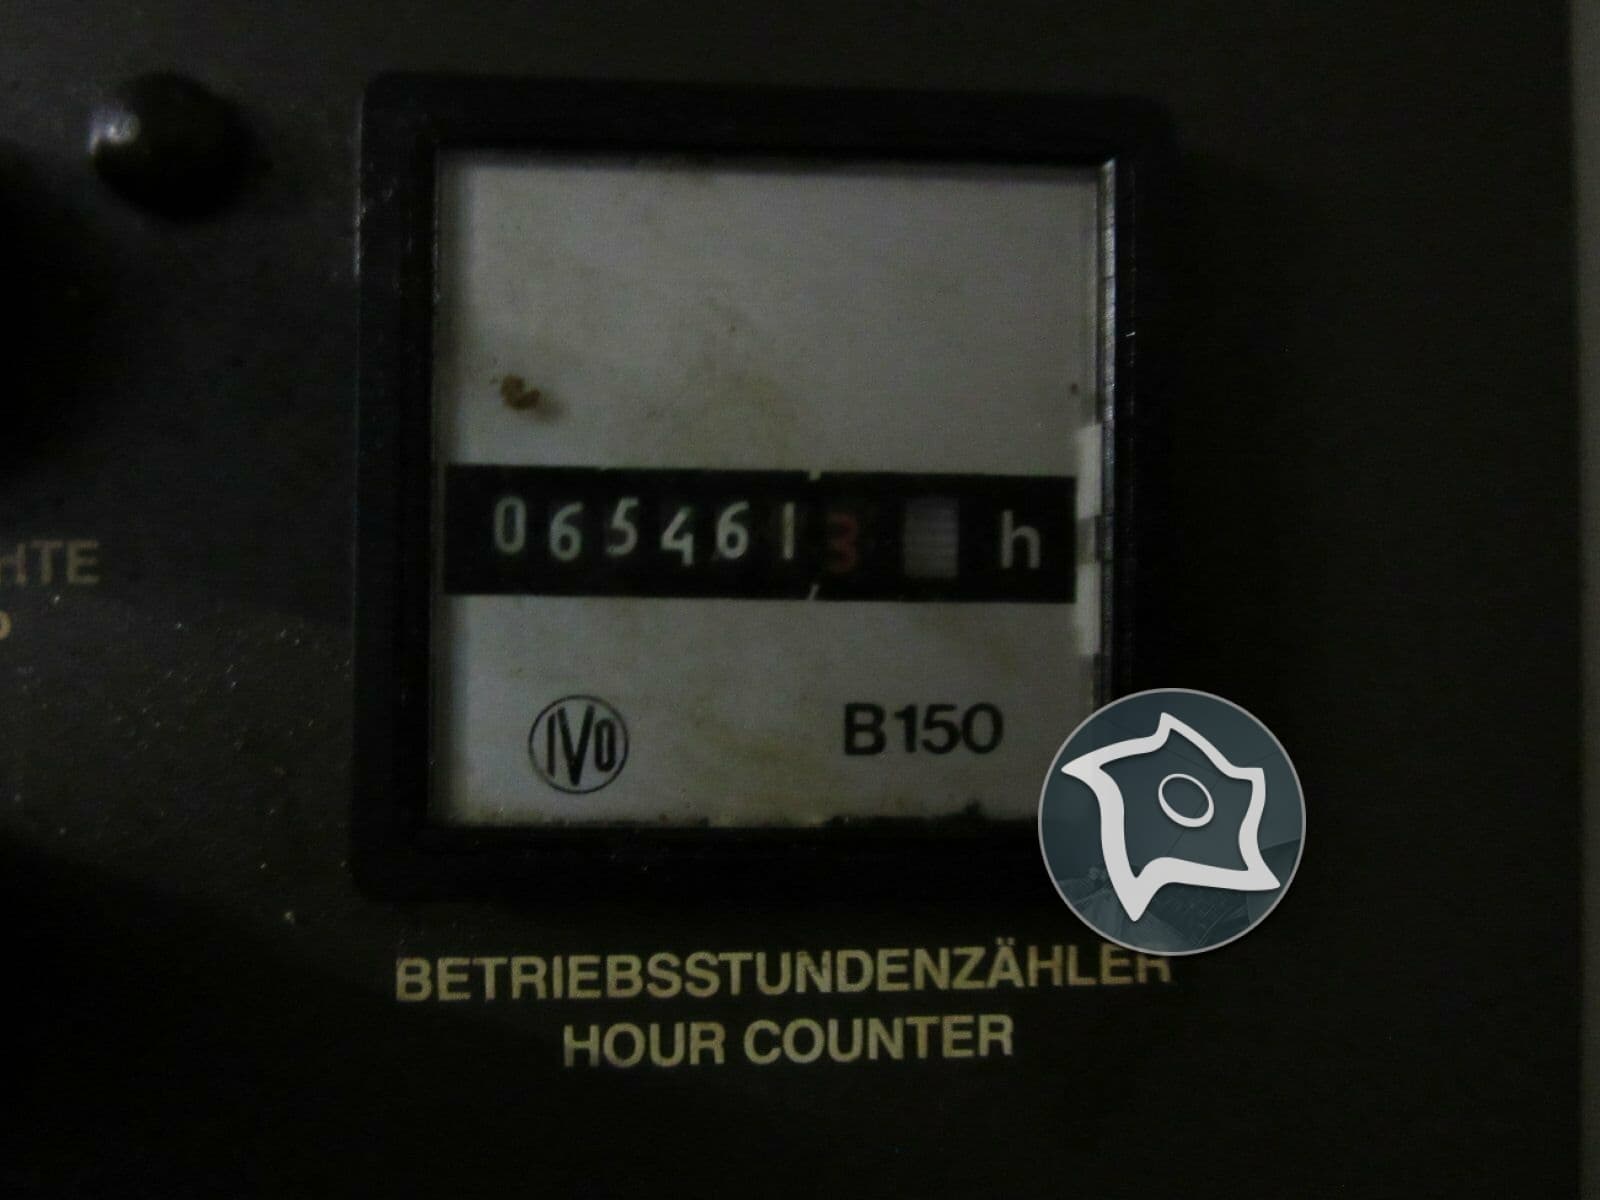 065461 3 h
IVO B150
BETRIEBSSTUNDENZÄHLER
HOUR COUNTER